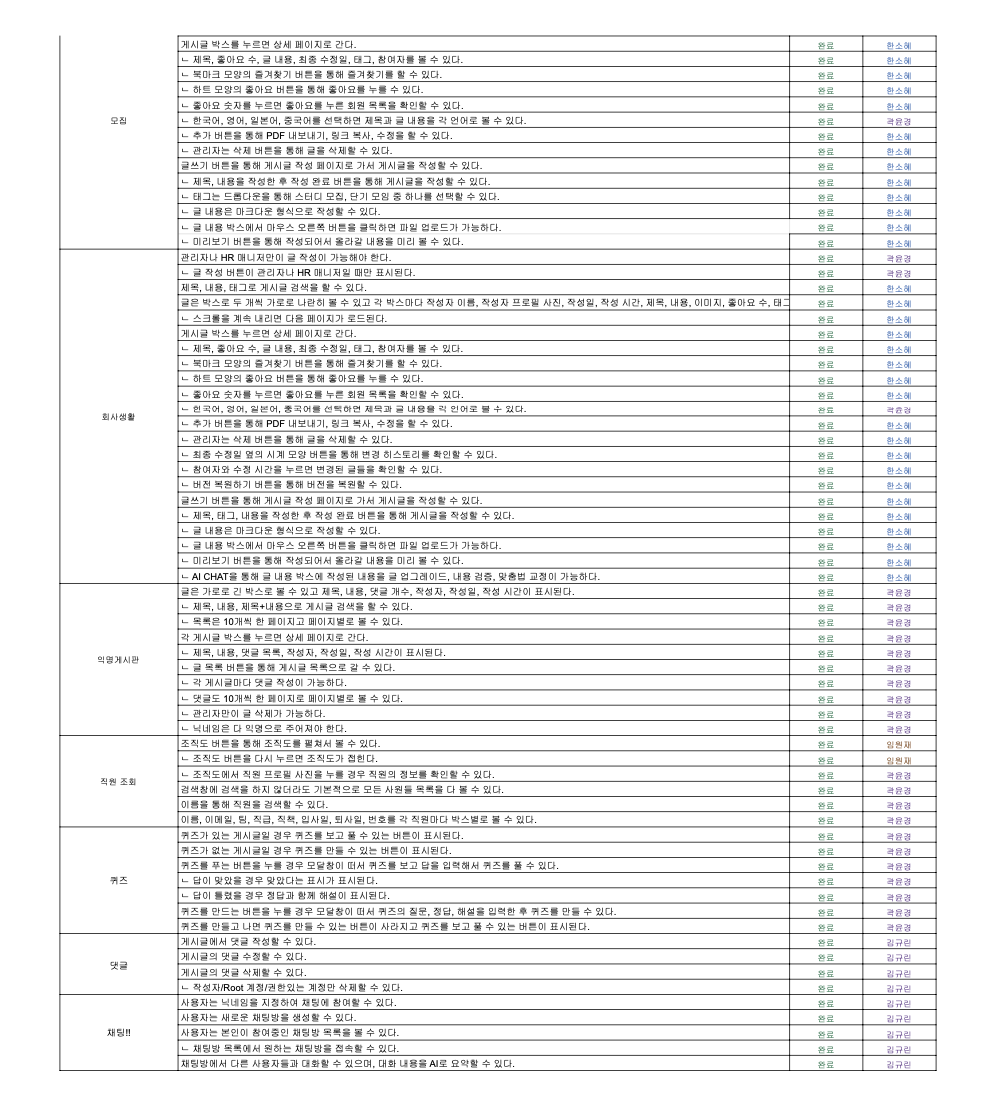 게시글 박스를 누르면 상세 페이지로 간다. 완료 한소혜
ㄴ 제목, 좋아요 수, 글 내용, 최종 수정일, 태그, 참여자를 볼 수 있다. 완료 한소혜
ㄴ 북마크 모양의 즐겨찾기 버튼을 통해 즐겨찾기를 할 수 있다. 완료 한소혜
ㄴ 하트 모양의 좋아요 버튼을 통해 좋아요를 누를 수 있다. 완료 한소혜
ㄴ 좋아요 숫자를 누르면 좋아요를 누른 회원 목록을 확인할 수 있다. 완료 한소혜
모집 ㄴ 한국어, 영어, 일본어, 중국어를 선택하면 제목과 글 내용을 각 언어로 볼 수 있다. 완료 곽윤경
ㄴ 추가 버튼을 통해 PDF 내보내기, 링크 복사, 수정을 할 수 있다. 완료 한소혜
ㄴ 관리자는 삭제 버튼을 통해 글을 삭제할 수 있다. 완료 한소혜
글쓰기 버튼을 통해 게시글 작성 페이지로 가서 게시글을 작성할 수 있다. 완료 한소혜
ㄴ 제목, 내용을 작성한 후 작성 완료 버튼을 통해 게시글을 작성할 수 있다. 완료 한소혜
ㄴ 태그는 드롭다운을 통해 스터디 모집, 단기 모임 중 하나를 선택할 수 있다. 완료 한소혜
ㄴ 글 내용은 마크다운 형식으로 작성할 수 있다. 완료 한소혜
ㄴ 글 내용 박스에서 마우스 오른쪽 버튼을 클릭하면 파일 업로드가 가능하다. 완료 한소혜
ㄴ 미리보기 버튼을 통해 작성되어서 올라갈 내용을 미리 볼 수 있다. 완료 한소혜
관리자나 HR 매니저만이 글 작성이 가능해야 한다. 완료 곽윤경
ㄴ 글 작성 버튼이 관리자나 HR 매니저일 때만 표시된다. 완료 곽윤경
제목, 내용, 태그로 게시글 검색을 할 수 있다. 완료 한소혜
글은 박스로 두 개씩 가로로 나란히 볼 수 있고 각 박스마다 작성자 이름, 작성자 프로필 사진, 작성일, 작성 시간, 제목, 내용, 이미지, 좋아요 수, 태그 완료 한소혜
ㄴ 스크롤을 계속 내리면 다음 페이지가 로드된다. 완료 한소혜
게시글 박스를 누르면 상세 페이지로 간다. 완료 한소혜
ㄴ 제목, 좋아요 수, 글 내용, 최종 수정일, 태그, 참여자를 볼 수 있다. 완료 한소혜
ㄴ 북마크 모양의 즐겨찾기 버튼을 통해 즐겨찾기를 할 수 있다. 완료 한소혜
ㄴ 하트 모양의 좋아요 버튼을 통해 좋아요를 누를 수 있다. 완료 한소혜
ㄴ 좋아요 숫자를 누르면 좋아요를 누른 회원 목록을 확인할 수 있다. 완료 한소혜
회사생활 ㄴ 한국어, 영어, 일본어, 중국어를 선택하면 제목과 글 내용을 각 언어로 볼 수 있다. 완료 곽윤경
ㄴ 추가 버튼을 통해 PDF 내보내기, 링크 복사, 수정을 할 수 있다. 완료 한소혜
ㄴ 관리자는 삭제 버튼을 통해 글을 삭제할 수 있다. 완료 한소혜
ㄴ 최종 수정일 옆의 시계 모양 버튼을 통해 변경 히스토리를 확인할 수 있다. 완료 한소혜
ㄴ 참여자와 수정 시간을 누르면 변경된 글들을 확인할 수 있다. 완료 한소혜
ㄴ 버전 복원하기 버튼을 통해 버전을 복원할 수 있다. 완료 한소혜
글쓰기 버튼을 통해 게시글 작성 페이지로 가서 게시글을 작성할 수 있다. 완료 한소혜
ㄴ 제목, 태그, 내용을 작성한 후 작성 완료 버튼을 통해 게시글을 작성할 수 있다. 완료 한소혜
ㄴ 글 내용은 마크다운 형식으로 작성할 수 있다. 완료 한소혜
ㄴ 글 내용 박스에서 마우스 오른쪽 버튼을 클릭하면 파일 업로드가 가능하다. 완료 한소혜
ㄴ 미리보기 버튼을 통해 작성되어서 올라갈 내용을 미리 볼 수 있다. 완료 한소혜
ㄴ AI CHAT을 통해 글 내용 박스에 작성된 내용을 글 업그레이드, 내용 검증, 맞춤법 교정이 가능하다. 완료 한소혜
글은 가로로 긴 박스로 볼 수 있고 제목, 내용, 댓글 개수, 작성자, 작성일, 작성 시간이 표시된다. 완료 곽윤경
ㄴ 제목, 내용, 제목+내용으로 게시글 검색을 할 수 있다. 완료 곽윤경
ㄴ 목록은 10개씩 한 페이지고 페이지별로 볼 수 있다. 완료 곽윤경
각 게시글 박스를 누르면 상세 페이지로 간다. 완료 곽윤경
익명게시판 ㄴ 제목, 내용, 댓글 목록, 작성자, 작성일, 작성 시간이 표시된다. 완료 곽윤경
ㄴ 글 목록 버튼을 통해 게시글 목록으로 갈 수 있다. 완료 곽윤경
ㄴ 각 게시글마다 댓글 작성이 가능하다. 완료 곽윤경
ㄴ 댓글도 10개씩 한 페이지로 페이지별로 볼 수 있다. 완료 곽윤경
ㄴ 관리자만이 글 삭제가 가능하다. 완료 곽윤경
ㄴ 닉네임은 다 익명으로 주어져야 한다. 완료 곽윤경
조직도 버튼을 통해 조직도를 펼쳐서 볼 수 있다. 완료 임원재
ㄴ 조직도 버튼을 다시 누르면 조직도가 접힌다. 완료 임원재
직원 조회 ㄴ 조직도에서 직원 프로필 사진을 누를 경우 직원의 정보를 확인할 수 있다. 완료 곽윤경
검색창에 검색을 하지 않더라도 기본적으로 모든 사원들 목록을 다 볼 수 있다. 완료 곽윤경
이름을 통해 직원을 검색할 수 있다. 완료 곽윤경
이름, 이메일, 팀, 직급, 직책, 입사일, 퇴사일, 번호를 각 직원마다 박스별로 볼 수 있다. 완료 곽윤경
퀴즈가 있는 게시글일 경우 퀴즈를 보고 풀 수 있는 버튼이 표시된다. 완료 곽윤경
퀴즈가 없는 게시글일 경우 퀴즈를 만들 수 있는 버튼이 표시된다. 완료 곽윤경
퀴즈를 푸는 버튼을 누를 경우 모달창이 떠서 퀴즈를 보고 답을 입력해서 퀴즈를 풀 수 있다. 완료 곽윤경
퀴즈 ㄴ 답이 맞았을 경우 맞았다는 표시가 표시된다. 완료 곽윤경
ㄴ 답이 틀렸을 경우 정답과 함께 해설이 표시된다. 완료 곽윤경
퀴즈를 만드는 버튼을 누를 경우 모달창이 떠서 퀴즈의 질문, 정답, 해설을 입력한 후 퀴즈를 만들 수 있다. 완료 곽윤경
퀴즈를 만들고 나면 퀴즈를 만들 수 있는 버튼이 사라지고 퀴즈를 보고 풀 수 있는 버튼이 표시된다. 완료 곽윤경
게시글에서 댓글 작성할 수 있다. 완료 김규린
게시글의 댓글 수정할 수 있다. 완료 김규린
댓글 게시글의 댓글 삭제할 수 있다. 완료 김규린
ㄴ 작성자/Root 계정/권한있는 계정만 삭제할 수 있다. 완료 김규린
사용자는 닉네임을 지정하여 채팅에 참여할 수 있다. 완료 김규린
사용자는 새로운 채팅방을 생성할 수 있다. 완료 김규린
채팅!! 사용자는 본인이 참여중인 채팅방 목록을 볼 수 있다. 완료 김규린
ㄴ 채팅방 목록에서 원하는 채팅방을 접속할 수 있다. 완료 김규린
채팅방에서 다른 사용자들과 대화할 수 있으며, 대화 내용을 AI로 요약할 수 있다. 완료 김규린